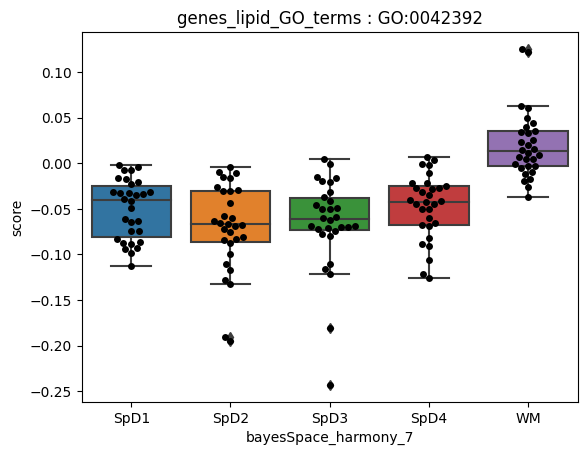 genes_lipid_GO_terms : GO:0042392
score
0.10
0.05
0.00
−0.05
−0.10
−0.15
−0.20
−0.25
SpD1 SpD2 SpD3 SpD4 WM
bayesSpace_harmony_7